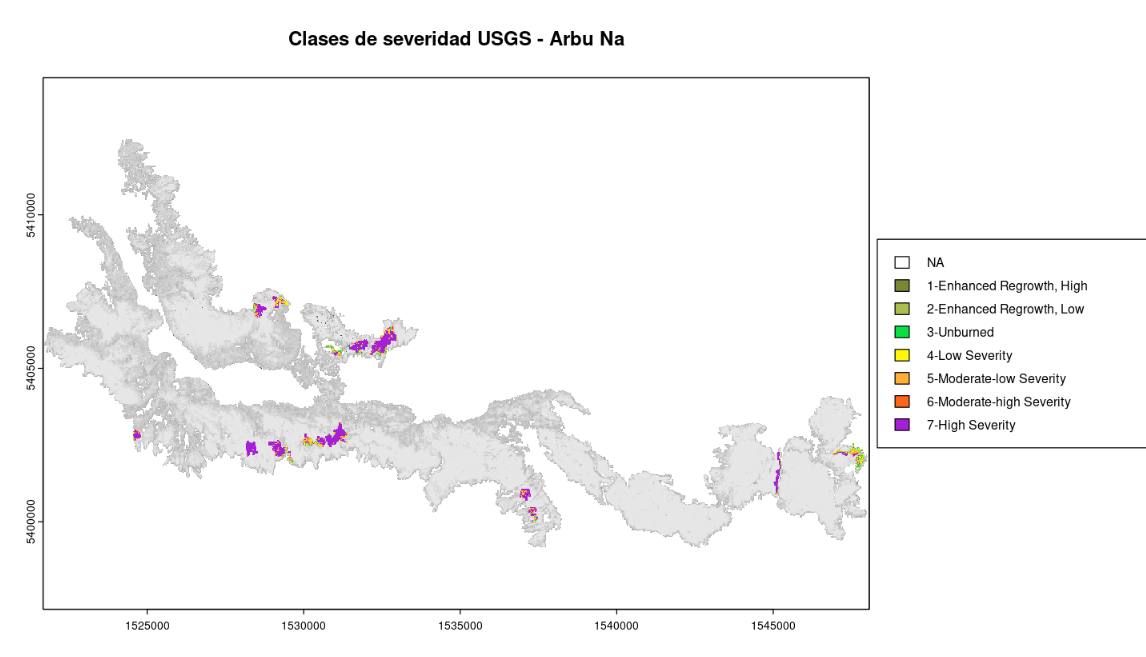 Clases de severidad USGS - Arbu Na
5410000
5405000
5400000
1525000
1530000
1535000
1540000
1545000
NA
1-Enhanced Regrowth, High
2-Enhanced Regrowth, Low
3-Unburned
4-Low Severity
5-Moderate-low Severity
6-Moderate-high Severity
7-High Severity